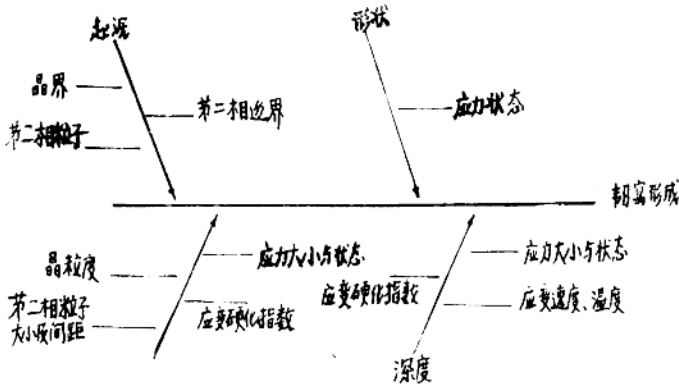 起源
形状
晶界
第二相边界
应力状态
第二相粒子
韧窝形成
晶粒度
应力大小与状态
应力大小与状态
应变硬化指数
第二相粒子
大小及间距
应变硬化指数
应变速度、温度
深度